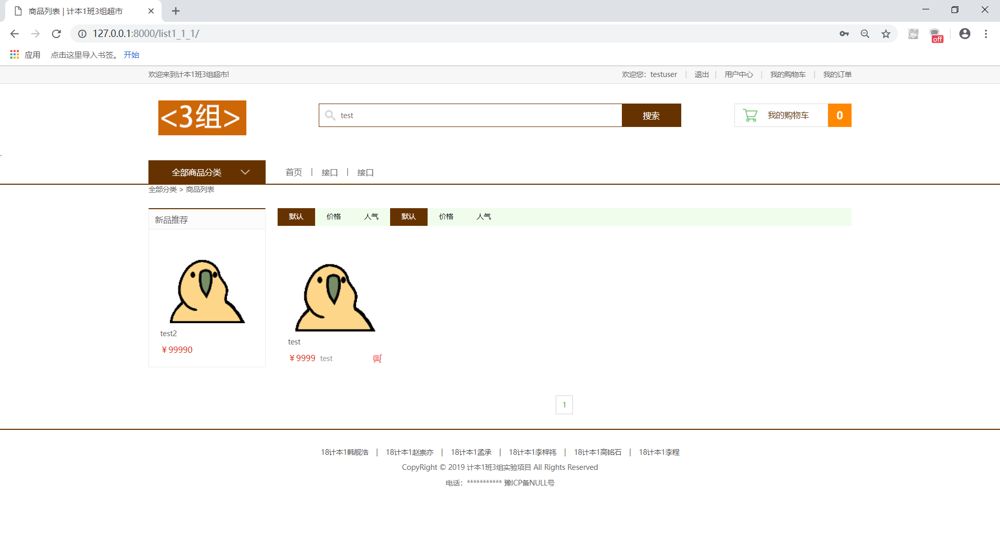 商品列表 | 计本1班3组超市
127.0.0.1:8000/list1_1_1/
off
应用 点击这里导入书签。 开始
欢迎来到计本1班3组超市!
欢迎您：testuser | 退出 | 用户中心 | 我的购物车 | 我的订单
<3组>
test 搜索
我的购物车 0
.
全部商品分类 首页 | 接口 | 接口
全部分类 > 商品列表
新品推荐
默认 价格 人气 默认 价格 人气
test2
￥99990
test
￥9999 test
1
18计本1韩舰浩 | 18计本1赵崇亦 | 18计本1孟承 | 18计本1李梓祎 | 18计本1高铭石 | 18计本1李程
CopyRight © 2019 计本1班3组实验项目 All Rights Reserved
电话：*********** 豫ICP备NULL号